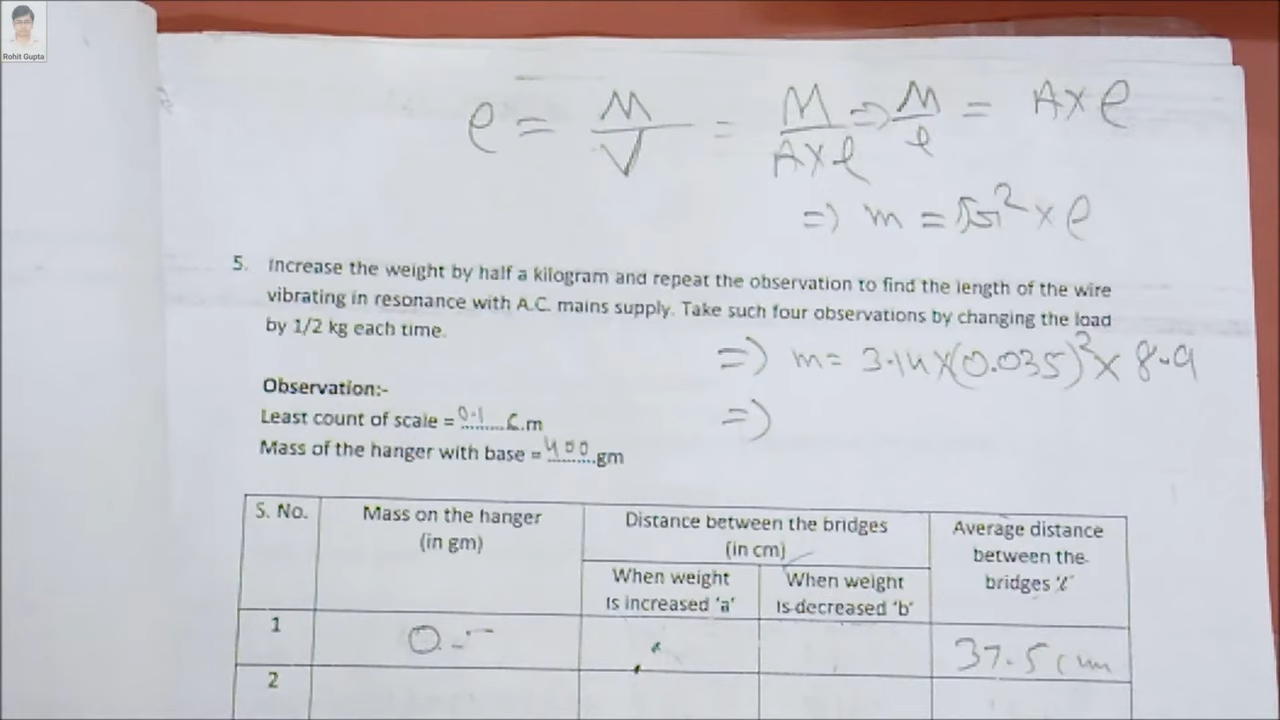 Rohit Gupta
ρ = M/V = M/A×l ⇒ M/l = A×ρ
⇒ m = πr² × ρ
5. Increase the weight by half a kilogram and repeat the observation to find the length of the wire
vibrating in resonance with A.C. mains supply. Take such four observations by changing the load
by 1/2 kg each time.
⇒ m = 3.14×(0.035)² × 8.9
⇒
Observation:-
Least count of scale = 0.1 C.m
Mass of the hanger with base = 400 gm
S. No.
Mass on the hanger
(in gm)
Distance between the bridges
(in cm)
Average distance
between the
bridges 'ℓ'
When weight
Is increased 'a'
When weight
Is decreased 'b'
1
37.5 cm
2